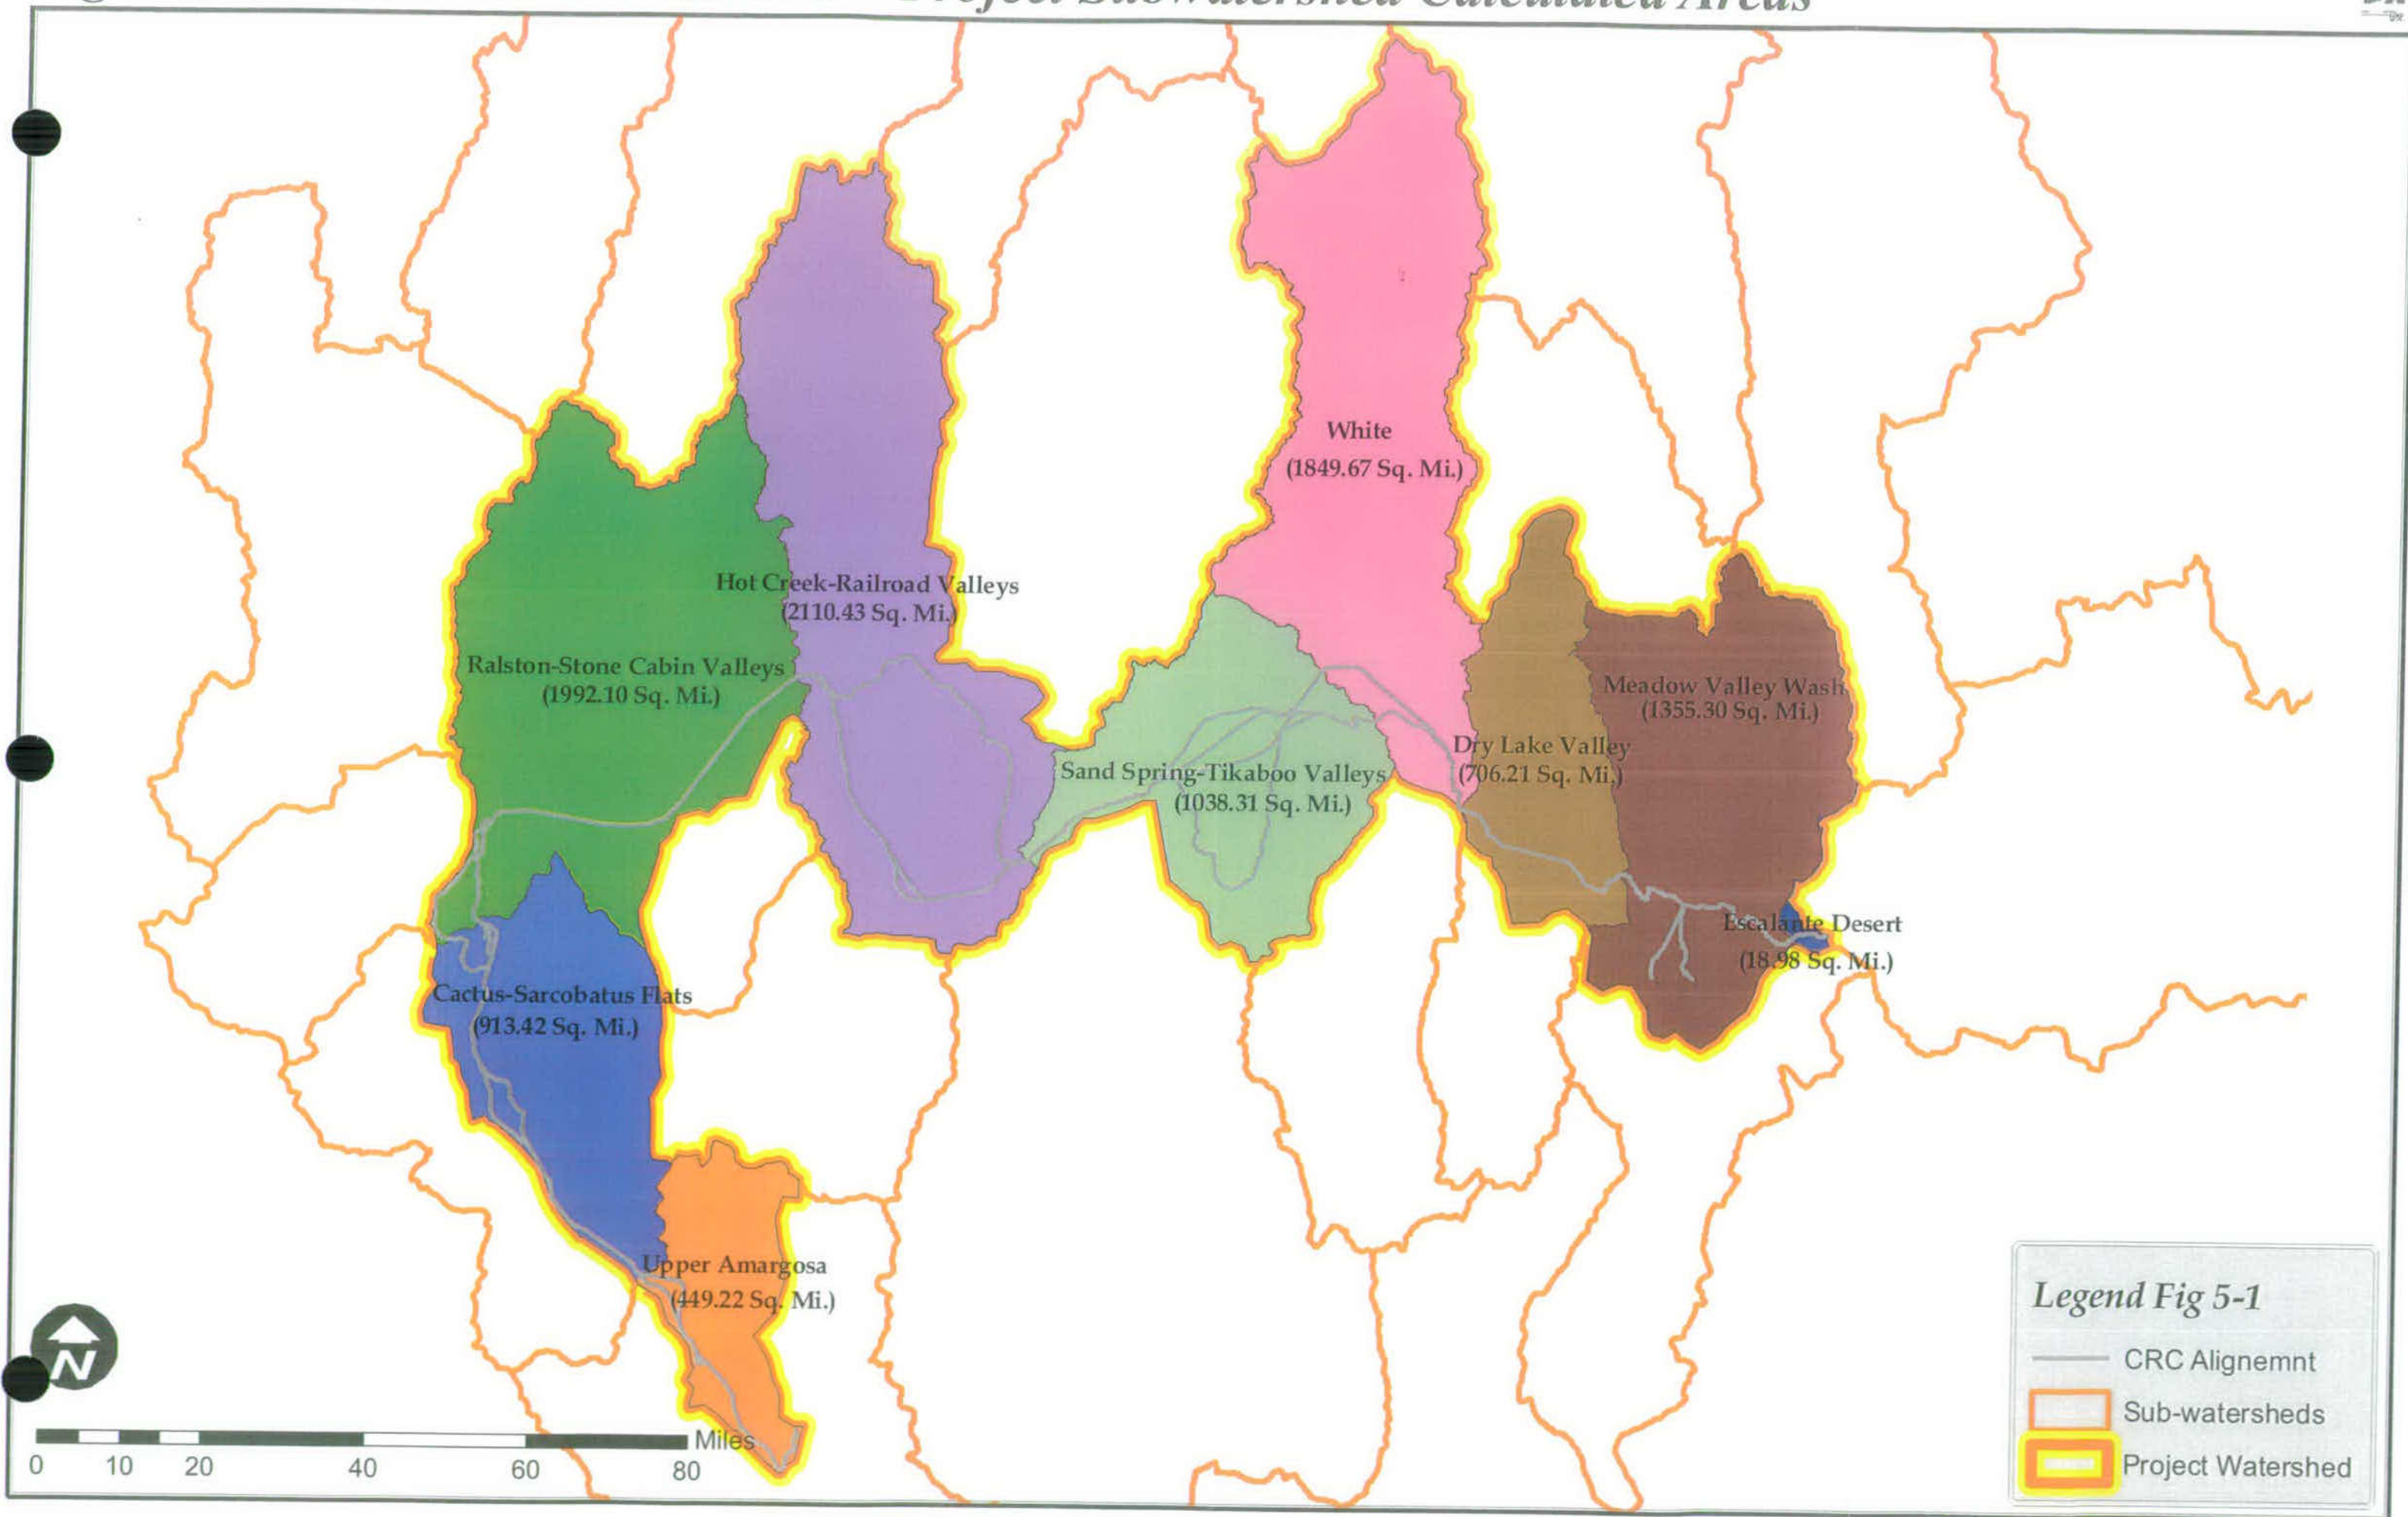 Project Subwatershed Calculated Areas
White
(1849.67 Sq. Mi.)
Hot Creek-Railroad Valleys
(2110.43 Sq. Mi.)
Ralston-Stone Cabin Valleys
(1992.10 Sq. Mi.)
Meadow Valley Wash
(1355.30 Sq. Mi.)
Dry Lake Valley
(706.21 Sq. Mi.)
Sand Spring-Tikaboo Valleys
(1038.31 Sq. Mi.)
Escalante Desert
(18.98 Sq. Mi.)
Cactus-Sarcobatus Flats
(913.42 Sq. Mi.)
Upper Amargosa
(449.22 Sq. Mi.)
N
Miles
0 10 20 40 60 80
Legend Fig 5-1
CRC Alignemnt
Sub-watersheds
Project Watershed